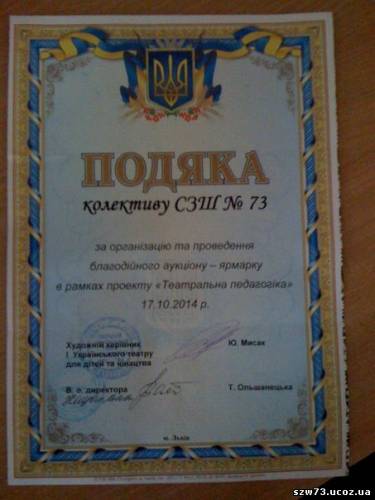 ПОДЯКА
колективу СЗШ № 73
за організацію та проведення
благодійного аукціону – ярмарку
в рамках проекту «Театральна педагогіка»
17.10.2014 р.
Художній керівник
І Українського театру
для дітей та юнацтва
Ю. Мисак
В. о. директора
Т. Ольшанецька
м. Львів
szw73.ucoz.ua